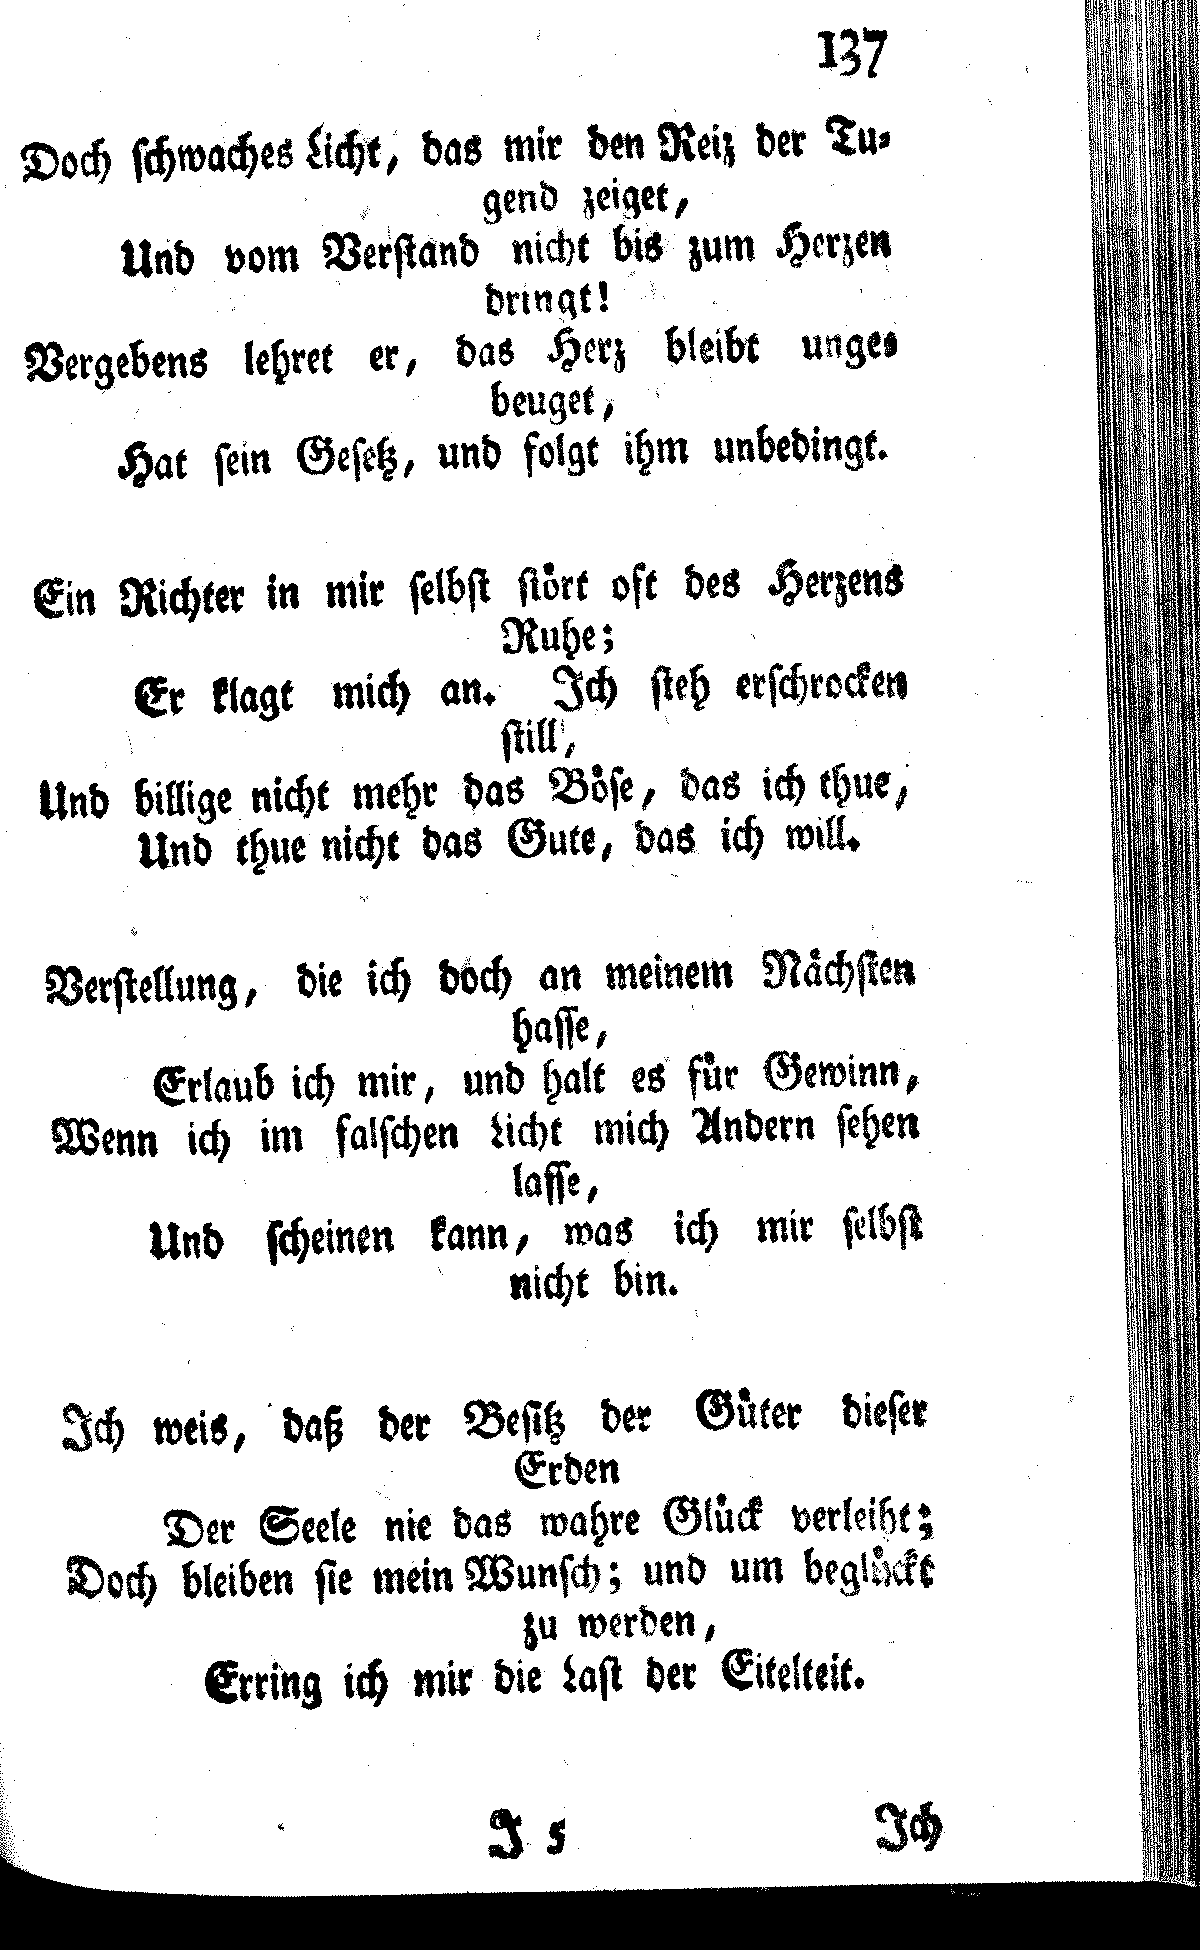 137
Doch schwaches Licht, das mir den Reiz der Tu-
gend zeiget,
Und vom Verstand nicht bis zum Herzen
dringt!
Vergebens lehret er, das Herz bleibt unge-
beuget,
Hat sein Gesetz, und folgt ihm unbedingt.
Ein Richter in mir selbst stört oft des Herzens
Ruhe;
Er klagt mich an. Ich steh erschrocken
still,
Und billige nicht mehr das Böse, das ich thue,
Und thue nicht das Gute, das ich will.
Verstellung, die ich doch an meinem Nächsten
hasse,
Erlaub ich mir, und halt es für Gewinn,
Wenn ich im falschen Licht mich Andern sehen
lasse,
Und scheinen kann, was ich mir selbst
nicht bin.
Ich weis, daß der Besitz der Güter dieser
Erden
Der Seele nie das wahre Glück verleiht;
Doch bleiben sie mein Wunsch; und um beglückt
zu werden,
Erring ich mir die Last der Eitelteit.
J 5
Ich